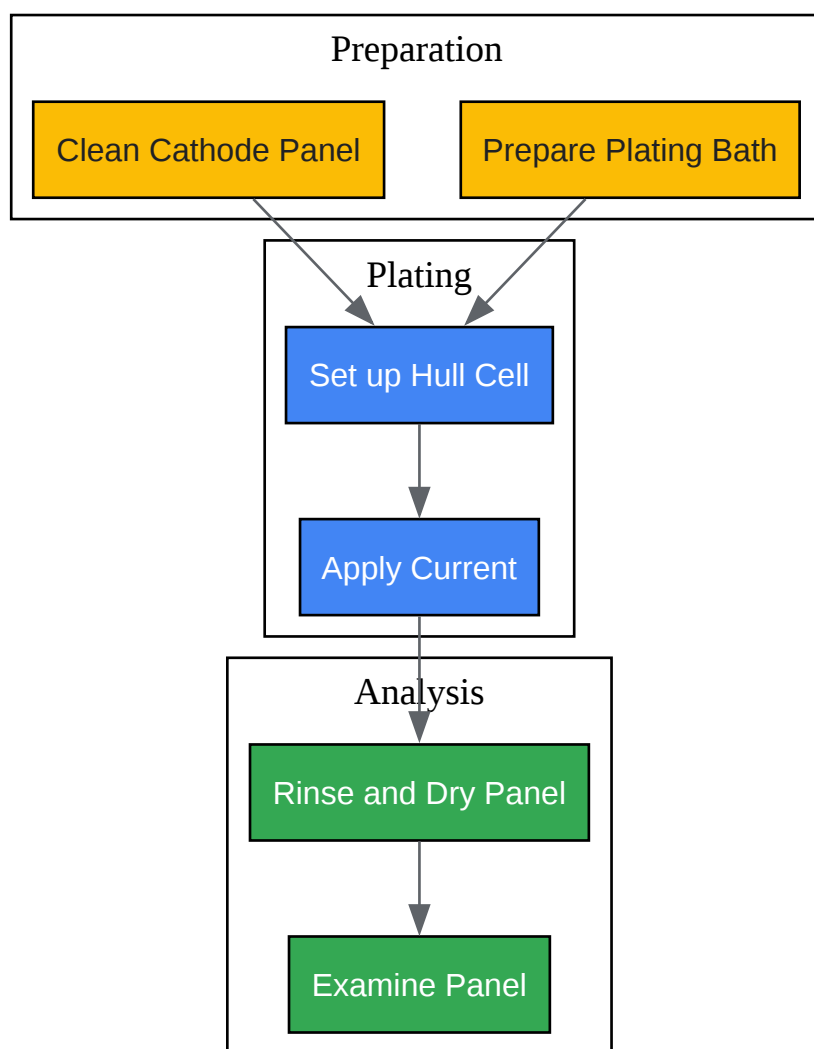 Preparation
Clean Cathode Panel
Prepare Plating Bath
Plating
Set up Hull Cell
Apply Current
Analysis
Rinse and Dry Panel
Examine Panel